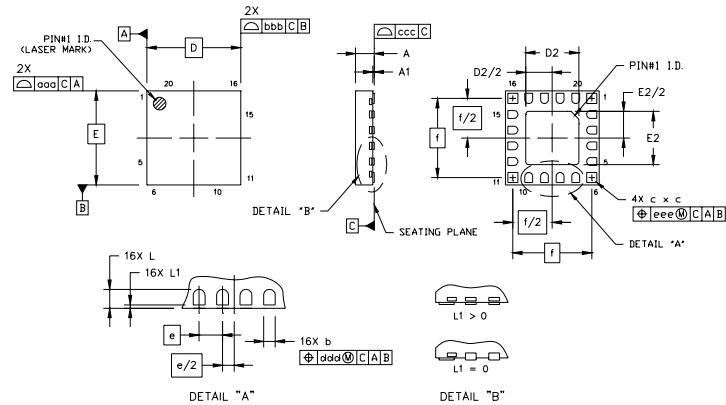 2X
⌓ bbb C B
A
D
PIN#1 I.D.
(LASER MARK)
2X
⌓ aaa C A
20
16
1
15
E
5
11
6
10
B
⌓ ccc C
A
A1
DETAIL "B"
C
SEATING PLANE
D2
D2/2
PIN#1 I.D.
16
20
E2/2
1
15
f/2
f
E2
5
11
10
6
4X c x c
⌖ eee Ⓜ C A B
f/2
f
DETAIL "A"
16X L
16X L1
e
e/2
16X b
⌖ ddd Ⓜ C A B
DETAIL "A"
L1 > 0
L1 = 0
DETAIL "B"